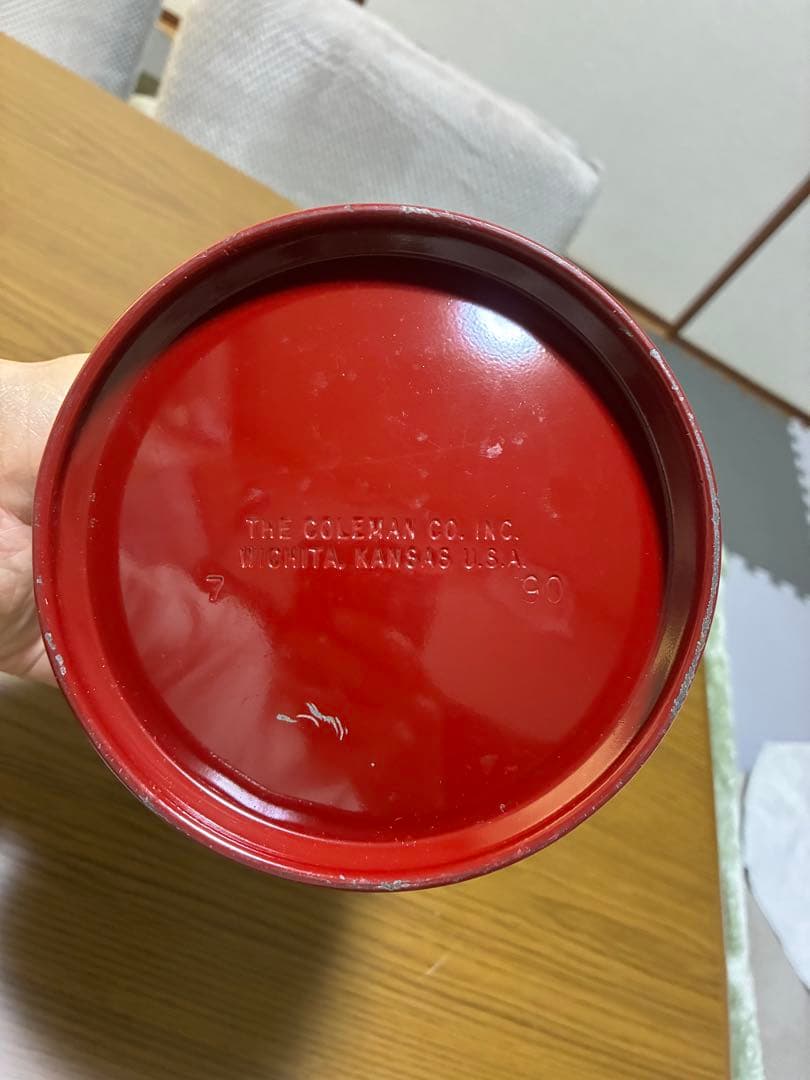 THE COLEMAN CO. INC.
WICHITA, KANSAS U.S.A.
7 90